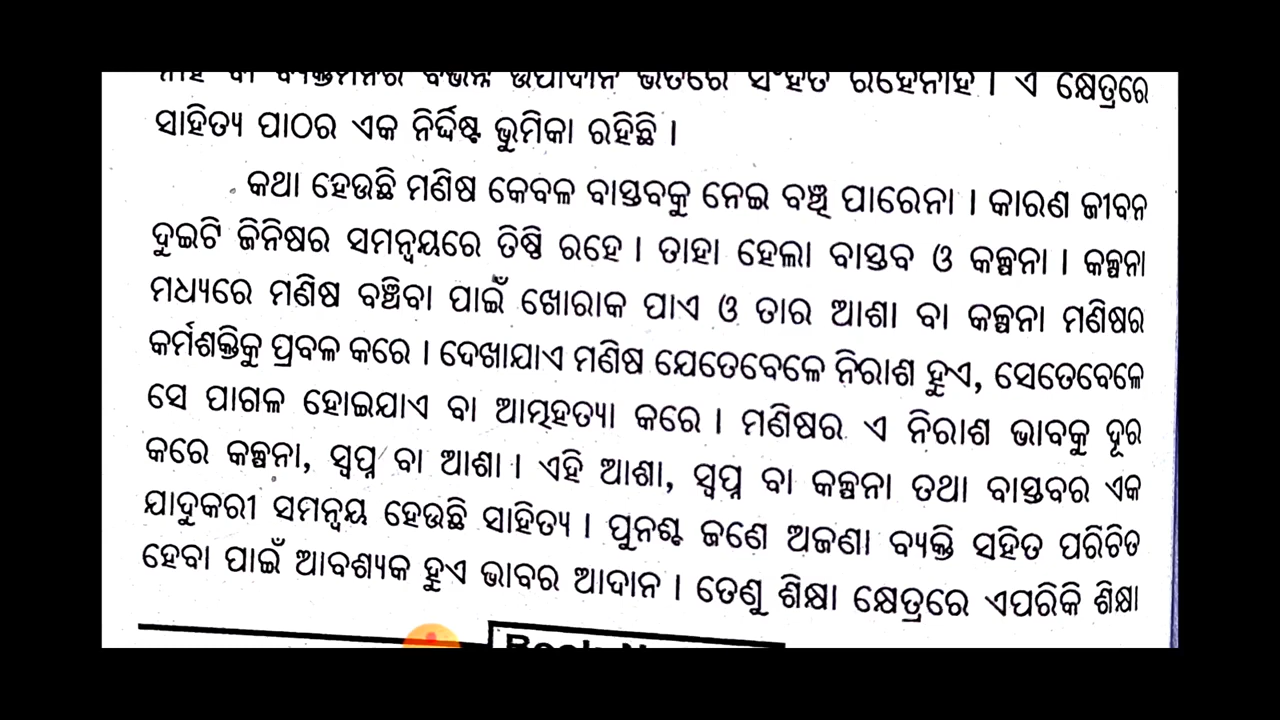 ସଂହତି ରହେନାହିଁ । ଏ କ୍ଷେତ୍ରରେ
ସାହିତ୍ୟ ପାଠର ଏକ ନିର୍ଦ୍ଦିଷ୍ଟ ଭୂମିକା ରହିଛି ।
କଥା ହେଉଛି ମଣିଷ କେବଳ ବାସ୍ତବକୁ ନେଇ ବଞ୍ଚି ପାରେନା । କାରଣ ଜୀବନ
ଦୁଇଟି ଜିନିଷର ସମନ୍ୱୟରେ ତିଷ୍ଠି ରହେ । ତାହା ହେଲା ବାସ୍ତବ ଓ କଳ୍ପନା । କଳ୍ପନା
ମଧ୍ୟରେ ମଣିଷ ବଞ୍ଚିବା ପାଇଁ ଖୋରାକ ପାଏ ଓ ତାର ଆଶା ବା କଳ୍ପନା ମଣିଷର
କର୍ମଶକ୍ତିକୁ ପ୍ରବଳ କରେ । ଦେଖାଯାଏ ମଣିଷ ଯେତେବେଳେ ନିରାଶ ହୁଏ, ସେତେବେଳେ
ସେ ପାଗଳ ହୋଇଯାଏ ବା ଆତ୍ମହତ୍ୟା କରେ । ମଣିଷର ଏ ନିରାଶ ଭାବକୁ ଦୂର
କରେ କଳ୍ପନା, ସ୍ୱପ୍ନ ବା ଆଶା । ଏହି ଆଶା, ସ୍ୱପ୍ନ ବା କଳ୍ପନା ତଥା ବାସ୍ତବର ଏକ
ଯାଦୁକରୀ ସମନ୍ୱୟ ହେଉଛି ସାହିତ୍ୟ । ପୁନଶ୍ଚ ଜଣେ ଅଜଣା ବ୍ୟକ୍ତି ସହିତ ପରିଚିତ
ହେବା ପାଇଁ ଆବଶ୍ୟକ ହୁଏ ଭାବର ଆଦାନ । ତେଣୁ ଶିକ୍ଷା କ୍ଷେତ୍ରରେ ଏପରିକି ଶିକ୍ଷା